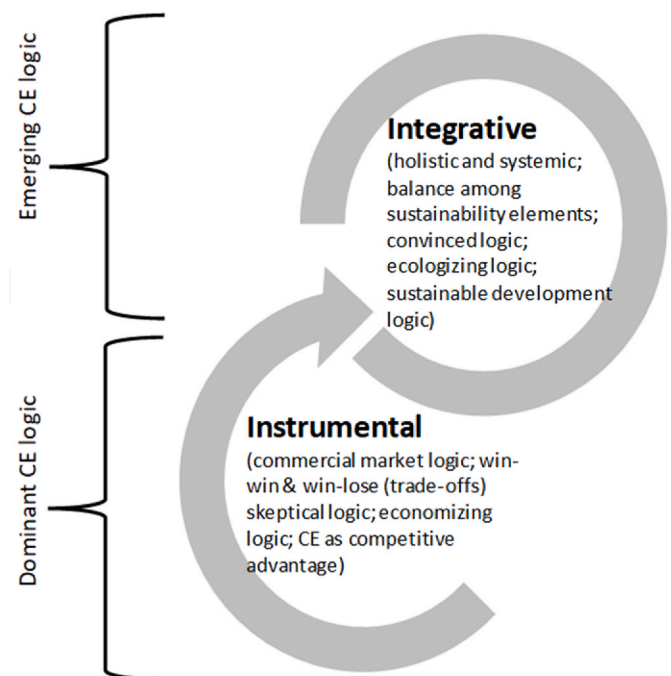 Emerging CE logic
Integrative
(holistic and systemic;
balance among
sustainability elements;
convinced logic;
ecologizing logic;
sustainable development
logic)
Dominant CE logic
Instrumental
(commercial market logic; win-
win & win-lose (trade-offs)
skeptical logic; economizing
logic; CE as competitive
advantage)